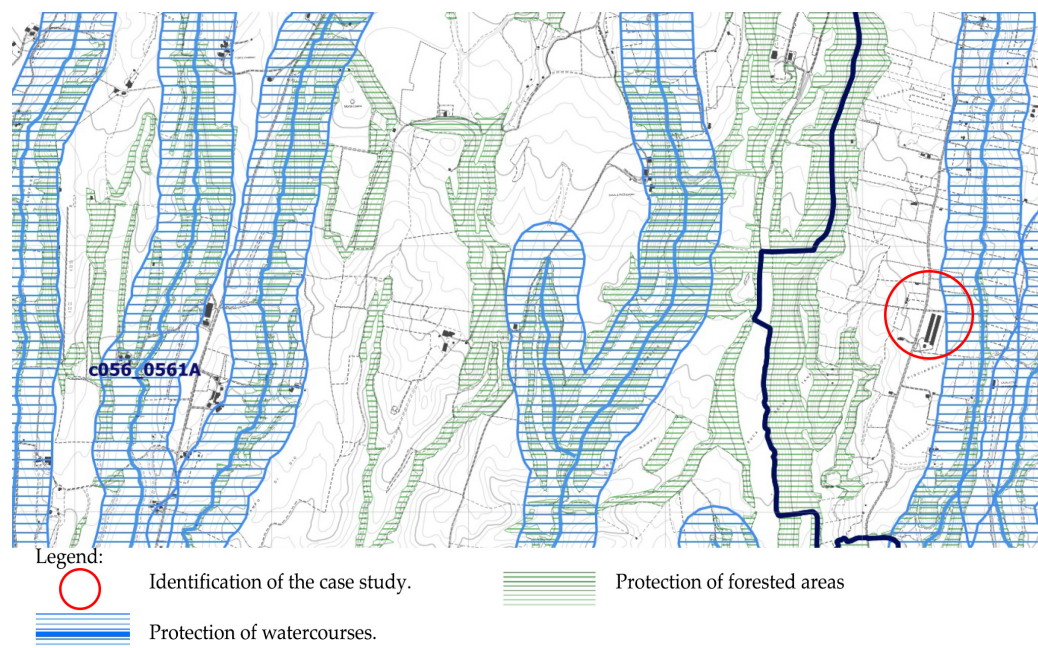 c056_0561A
Legend:
Identification of the case study.
Protection of forested areas
Protection of watercourses.